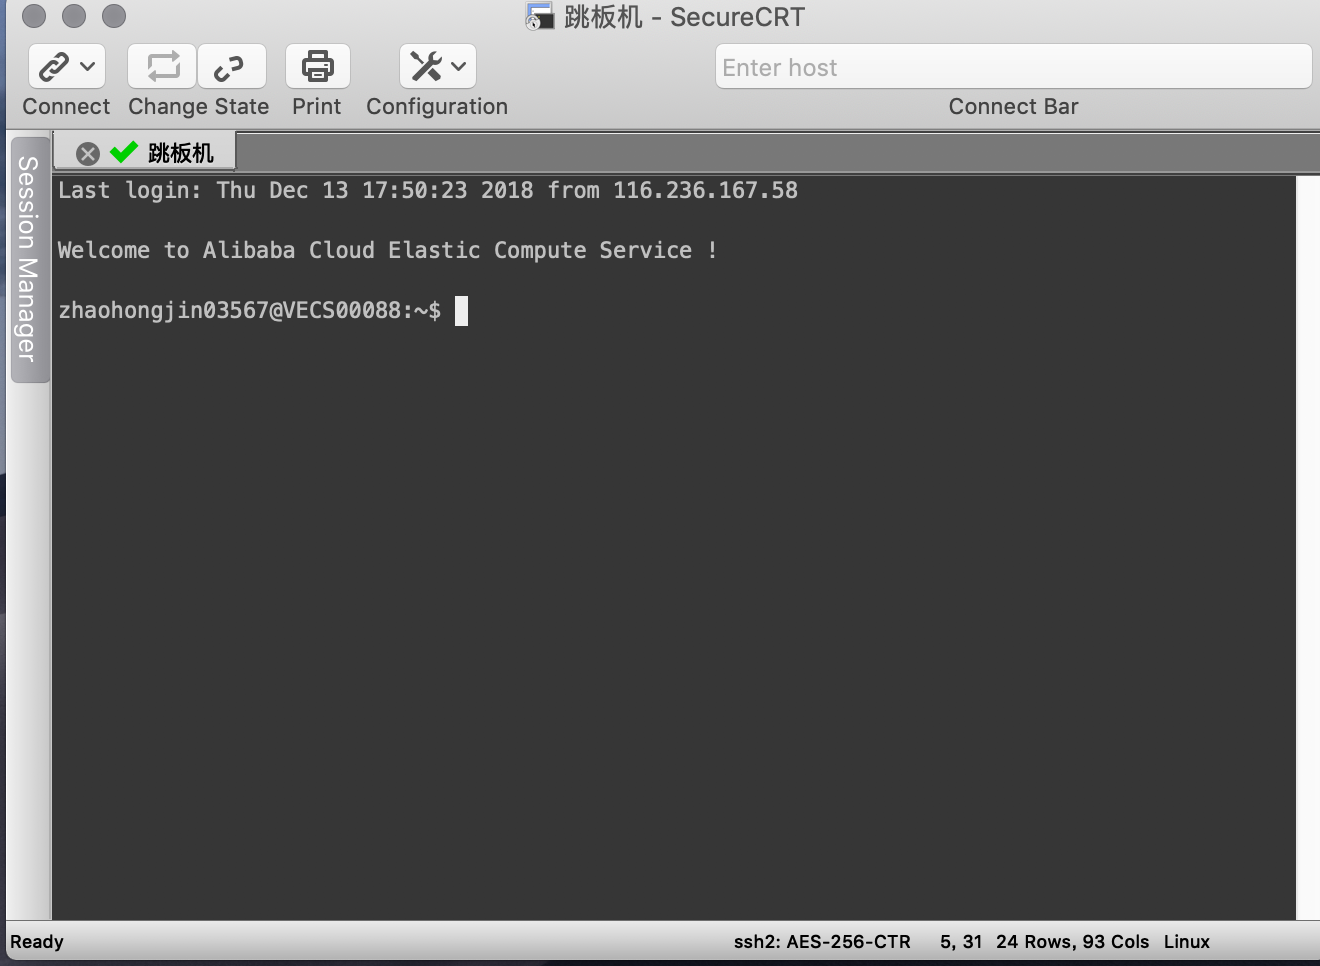 跳板机 - SecureCRT
Enter host
Connect Change State Print Configuration Connect Bar
跳板机
Session Manager
Last login: Thu Dec 13 17:50:23 2018 from 116.236.167.58
Welcome to Alibaba Cloud Elastic Compute Service !
zhaohongjin03567@VECS00088:~$
Ready ssh2: AES-256-CTR 5, 31 24 Rows, 93 Cols Linux